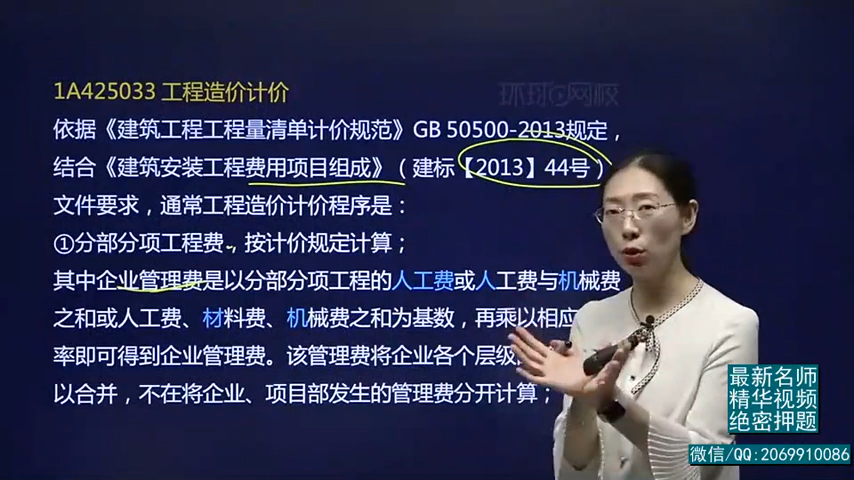 环球网校
1A425033 工程造价计价
依据《建筑工程工程量清单计价规范》GB 50500-2013规定，
结合《建筑安装工程费用项目组成》（建标【2013】44号）
文件要求，通常工程造价计价程序是：
①分部分项工程费，按计价规定计算；
其中企业管理费是以分部分项工程的人工费或人工费与机械费
之和或人工费、材料费、机械费之和为基数，再乘以相应
率即可得到企业管理费。该管理费将企业各个层级
以合并，不在将企业、项目部发生的管理费分开计算；
最新名师
精华视频
绝密押题
微信/QQ:2069910086